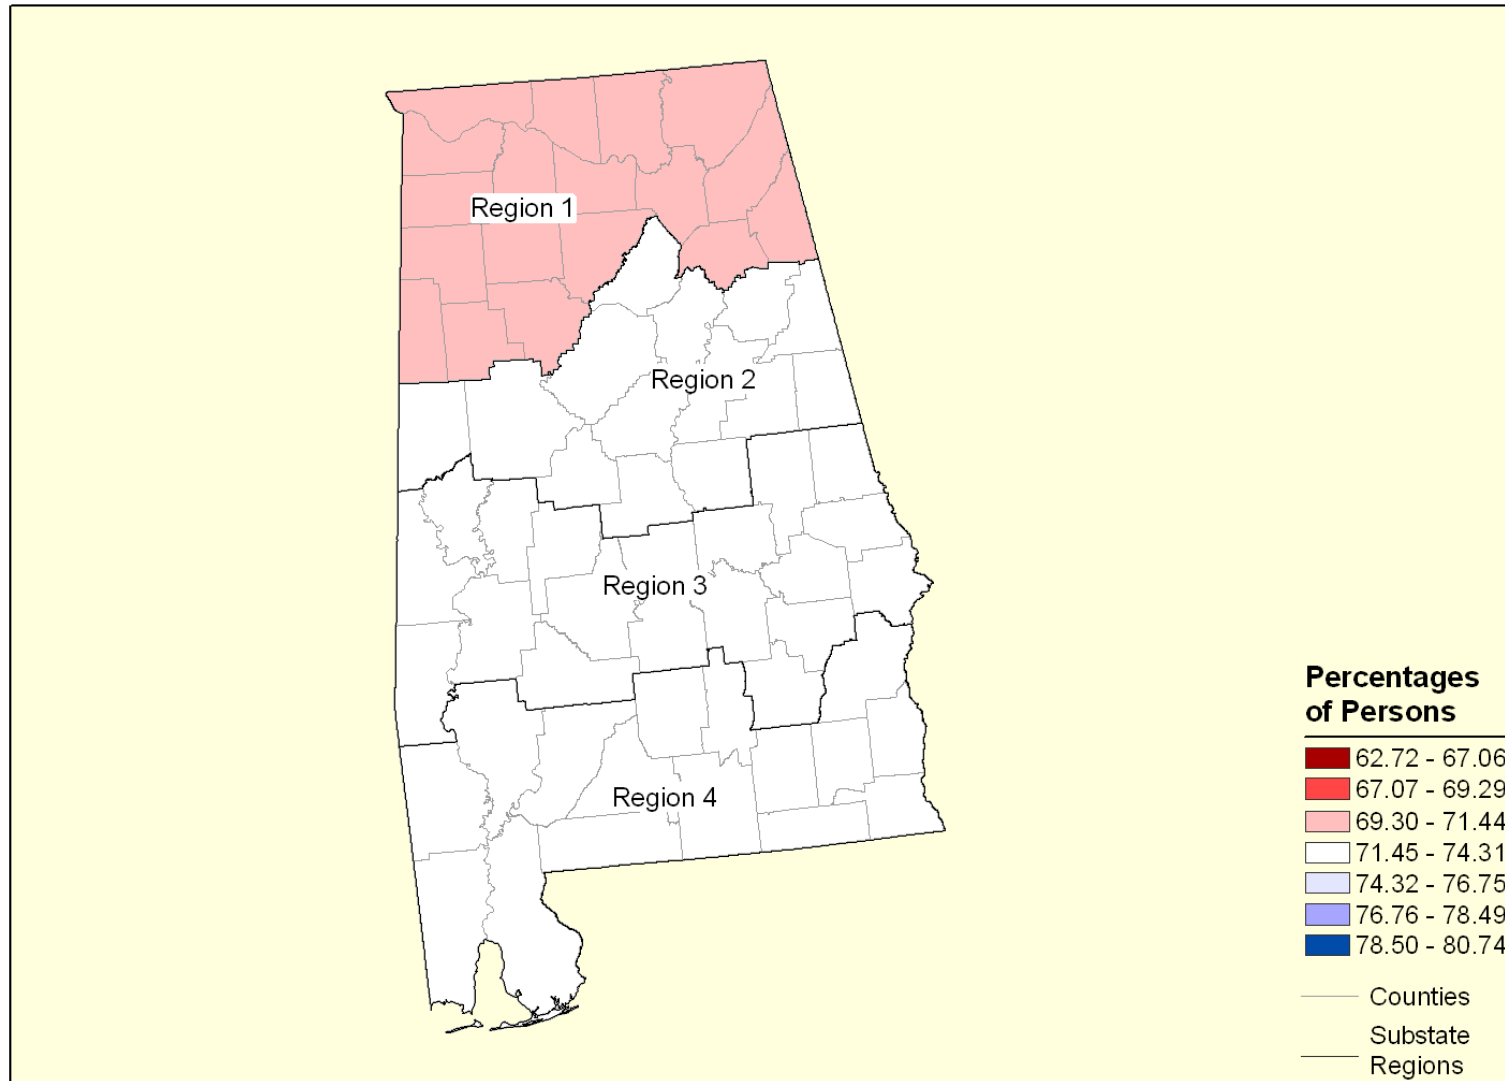 Region 1
Region 2
Region 3
Region 4
Percentages
of Persons
62.72 - 67.06
67.07 - 69.29
69.30 - 71.44
71.45 - 74.31
74.32 - 76.75
76.76 - 78.49
78.50 - 80.74
Counties
Substate
Regions